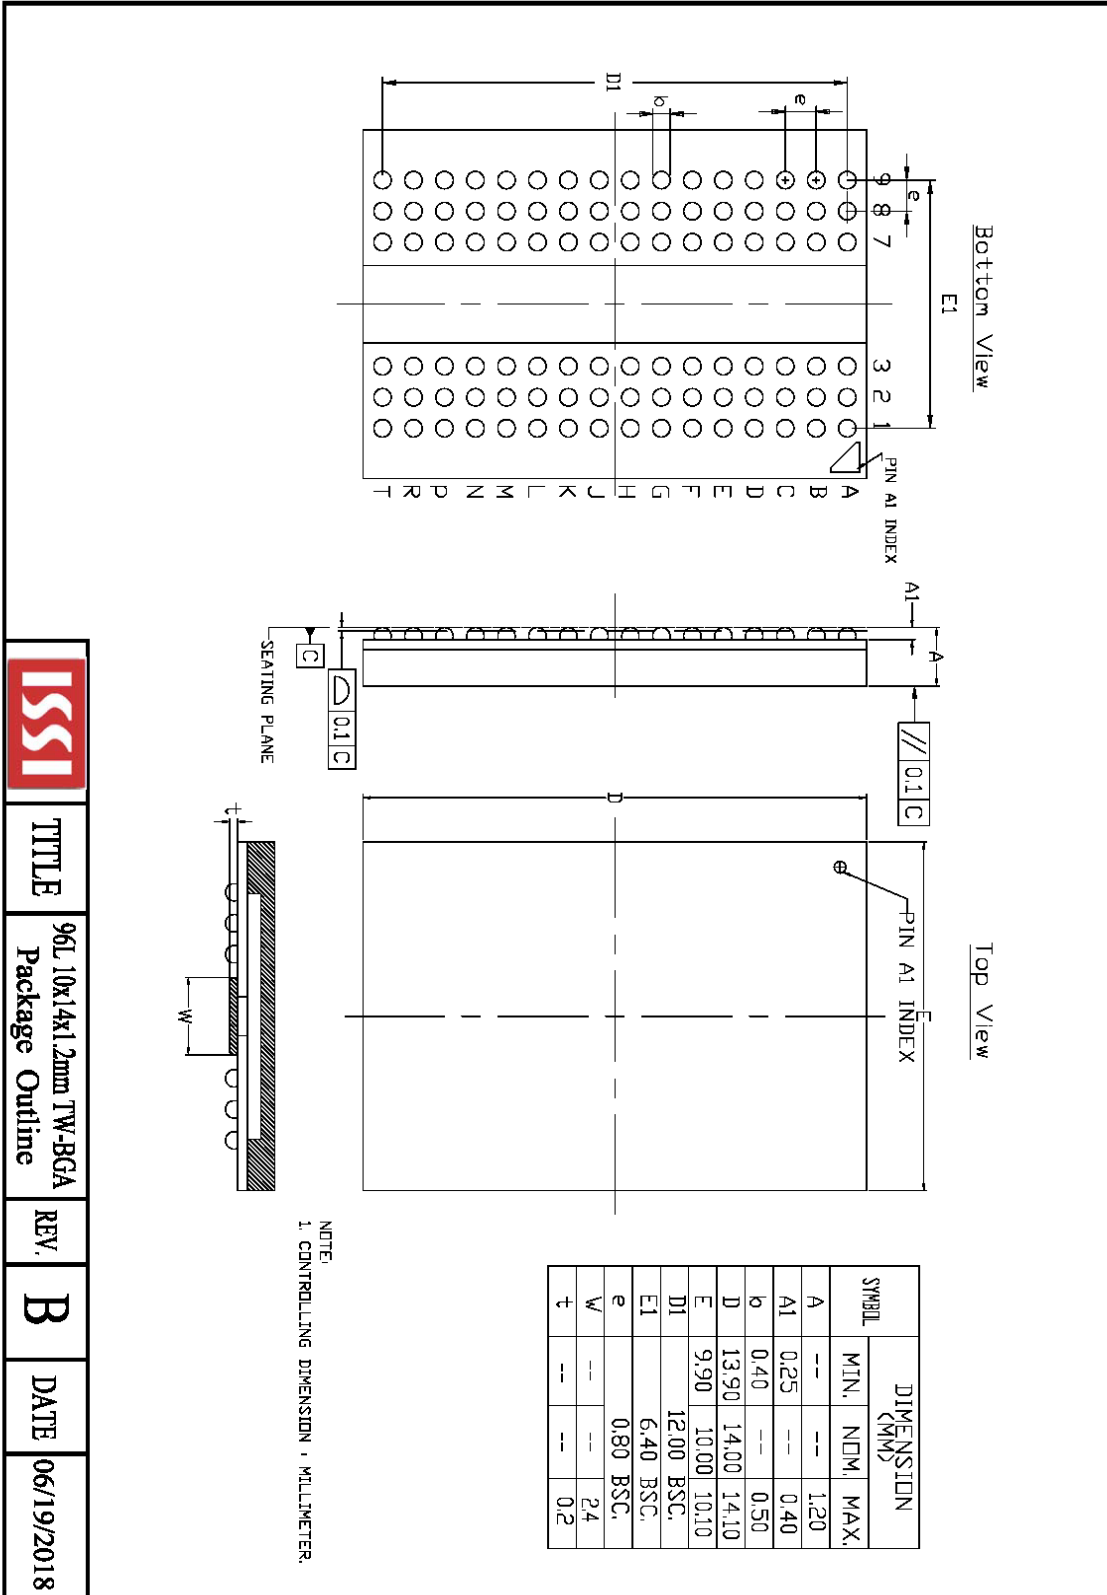 Bottom View
D1
b
e
e
E1
9
8
7
3
2
1
PIN A1 INDEX
T R P N M L K J H G F E D C B A
A1
A
SEATING PLANE
C
0.1 C
// 0.1 C
Top View
D
E
PIN A1 INDEX
t
W
SYMBOL DIMENSION (MM)
MIN. NOM. MAX.
A -- -- 1.20
A1 0.25 -- 0.40
b 0.40 -- 0.50
D 13.90 14.00 14.10
E 9.90 10.00 10.10
D1 12.00 BSC.
E1 6.40 BSC.
e 0.80 BSC.
W -- -- 2.4
t -- -- 0.2
NOTE:
1. CONTROLLING DIMENSION : MILLIMETER.
ISSI
TITLE
96L 10x14x1.2mm TW-BGA
Package Outline
REV.
B
DATE
06/19/2018